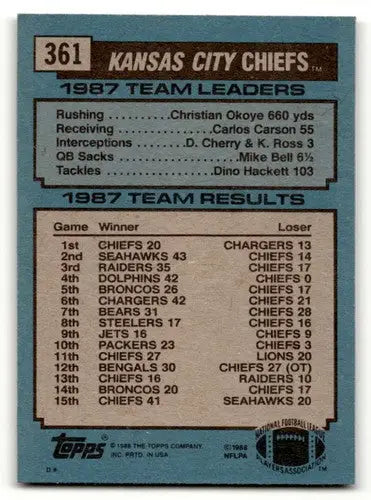 361 KANSAS CITY CHIEFS™
1987 TEAM LEADERS
Rushing ..........Christian Okoye 660 yds
Receiving ...............Carlos Carson 55
Interceptions ......D. Cherry & K. Ross 3
QB Sacks .................Mike Bell 6½
Tackles ...............Dino Hackett 103
1987 TEAM RESULTS
Game Winner Loser
1st CHIEFS 20 CHARGERS 13
2nd SEAHAWKS 43 CHIEFS 14
3rd RAIDERS 35 CHIEFS 17
4th DOLPHINS 42 CHIEFS 0
5th BRONCOS 26 CHIEFS 17
6th CHARGERS 42 CHIEFS 21
7th BEARS 31 CHIEFS 28
8th STEELERS 17 CHIEFS 16
9th JETS 16 CHIEFS 9
10th PACKERS 23 CHIEFS 3
11th CHIEFS 27 LIONS 20
12th BENGALS 30 CHIEFS 27 (OT)
13th CHIEFS 16 RAIDERS 10
14th BRONCOS 20 CHIEFS 17
15th CHIEFS 41 SEAHAWKS 20
TOPPS ® © 1988 THE TOPPS COMPANY, INC. PRTD. IN USA
© 1988 NFLPA
NATIONAL FOOTBALL LEAGUE PLAYERS ASSOCIATION
D*